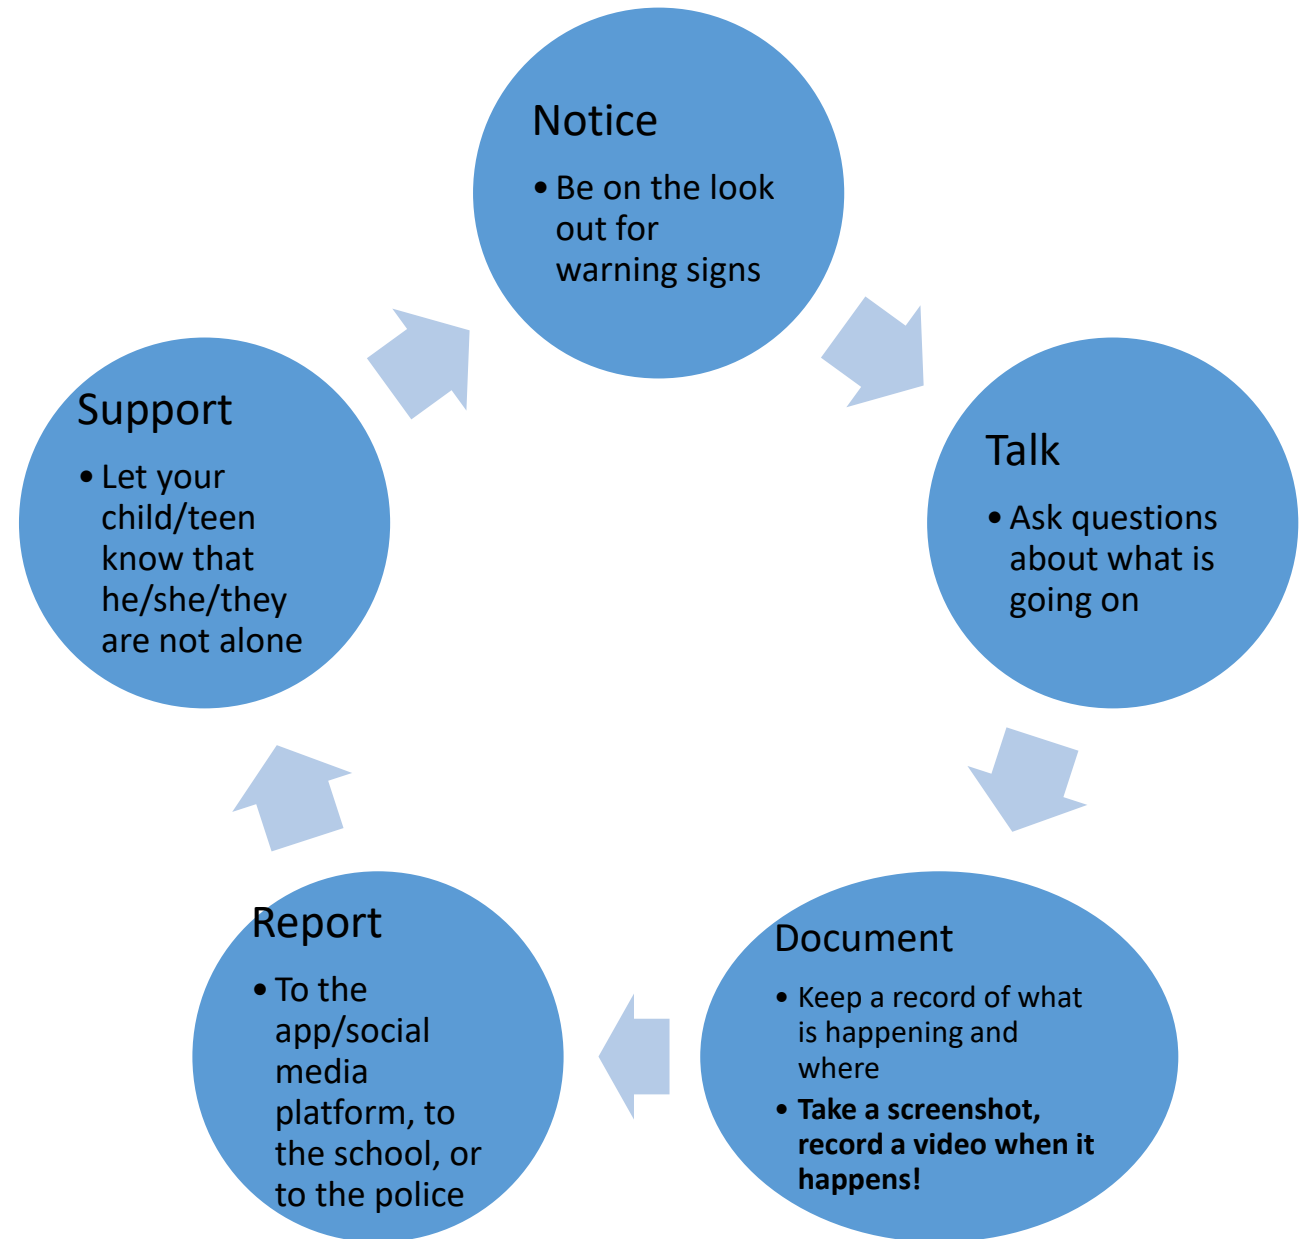 Notice
• Be on the look
out for
warning signs
Talk
• Ask questions
about what is
going on
Document
• Keep a record of what
is happening and
where
• Take a screenshot,
record a video when it
happens!
Report
• To the
app/social
media
platform, to
the school, or
to the police
Support
• Let your
child/teen
know that
he/she/they
are not alone